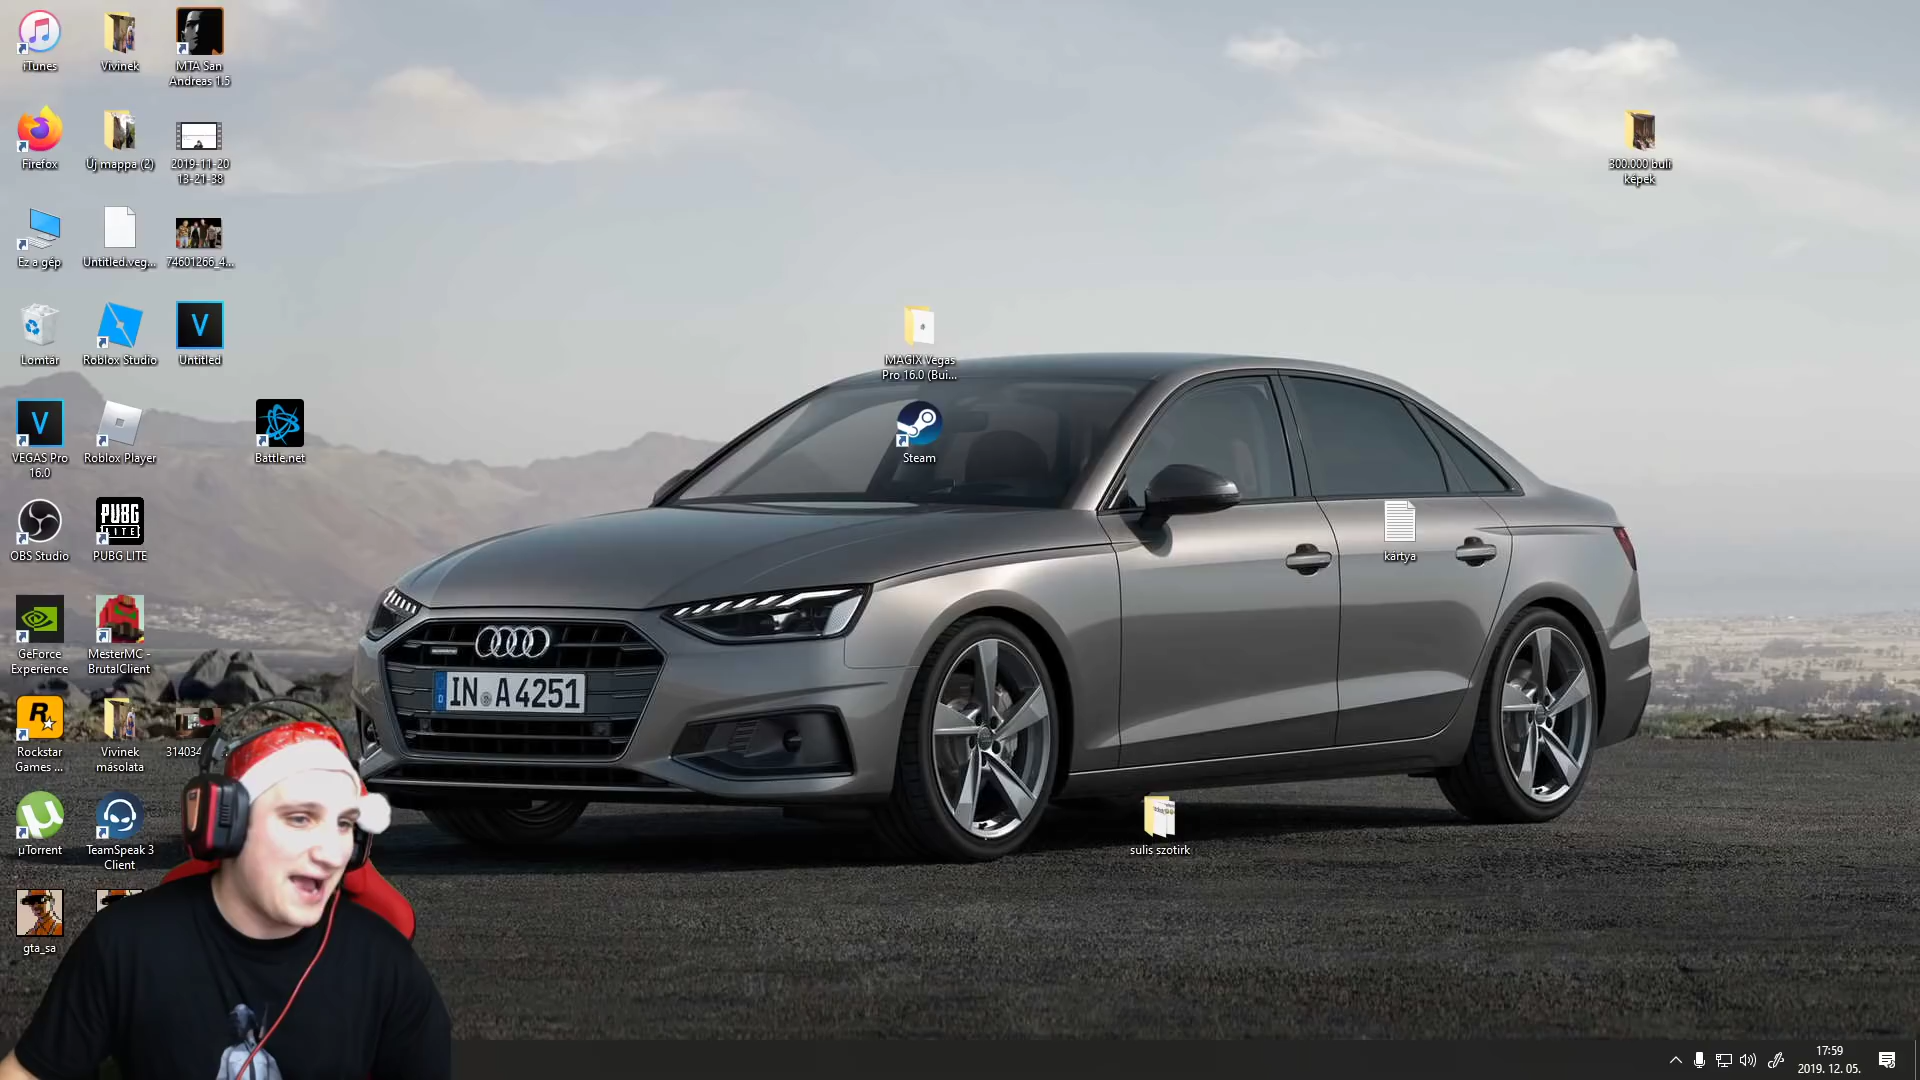 iTunes
Vivinek
MTA San
Andreas 1.5
Firefox
Új mappa (2)
2019-11-20
13-21-38
300.000 buli
képek
Ez a gép
Untitled.veg...
74601266_4...
Lomtár
Roblox Studio
V
Untitled
MAGIX Vegas
Pro 16.0 (Bui...
V
VEGAS Pro
16.0
Roblox Player
Battle.net
Steam
OBS Studio
PUBG
LITE
PUBG LITE
kártya
GeForce
Experience
MesterMC -
BrutalClient
quattro
IN A 4251
D
R
Rockstar
Games ...
Vivinek
másolata
31403
µTorrent
TeamSpeak 3
Client
sulis szotirk
gta_sa
17:59
2019. 12. 05.